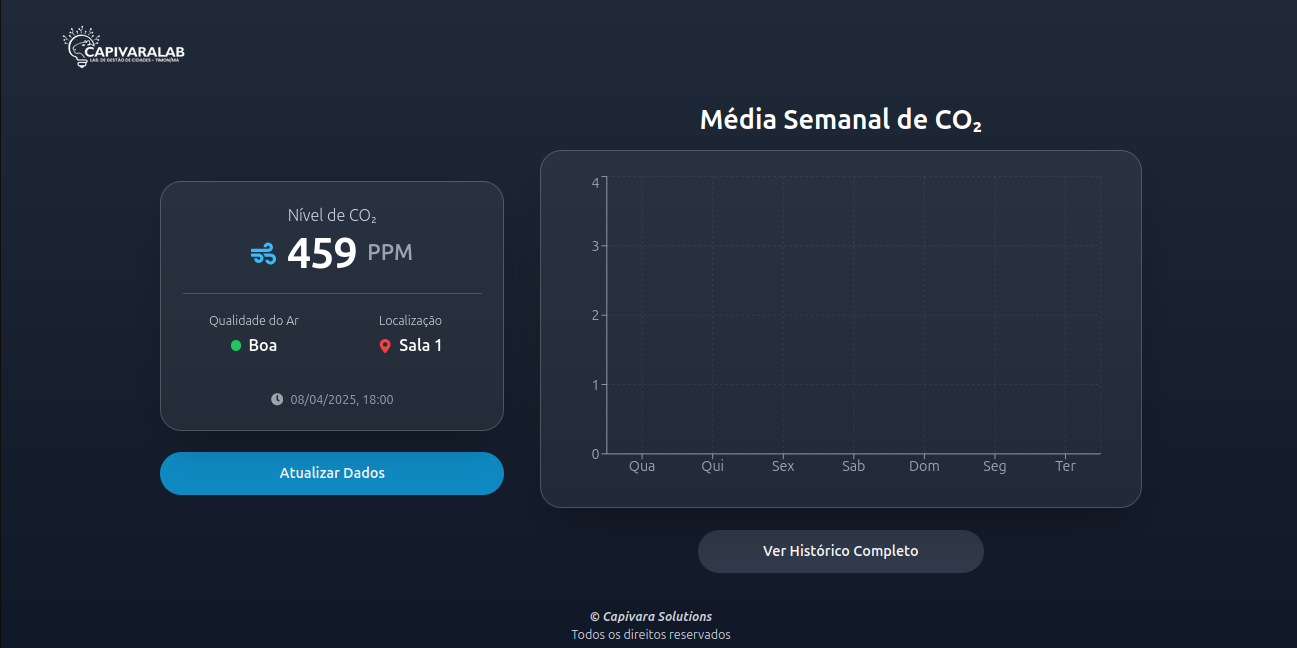 CAPIVARALAB
LAB. DE GESTÃO DE CIDADES - TIMON/MA
Média Semanal de CO₂
Nível de CO₂
459 PPM
Qualidade do Ar
Localização
Boa
Sala 1
08/04/2025, 18:00
Atualizar Dados
4
3
2
1
0
Qua Qui Sex Sab Dom Seg Ter
Ver Histórico Completo
© Capivara Solutions
Todos os direitos reservados